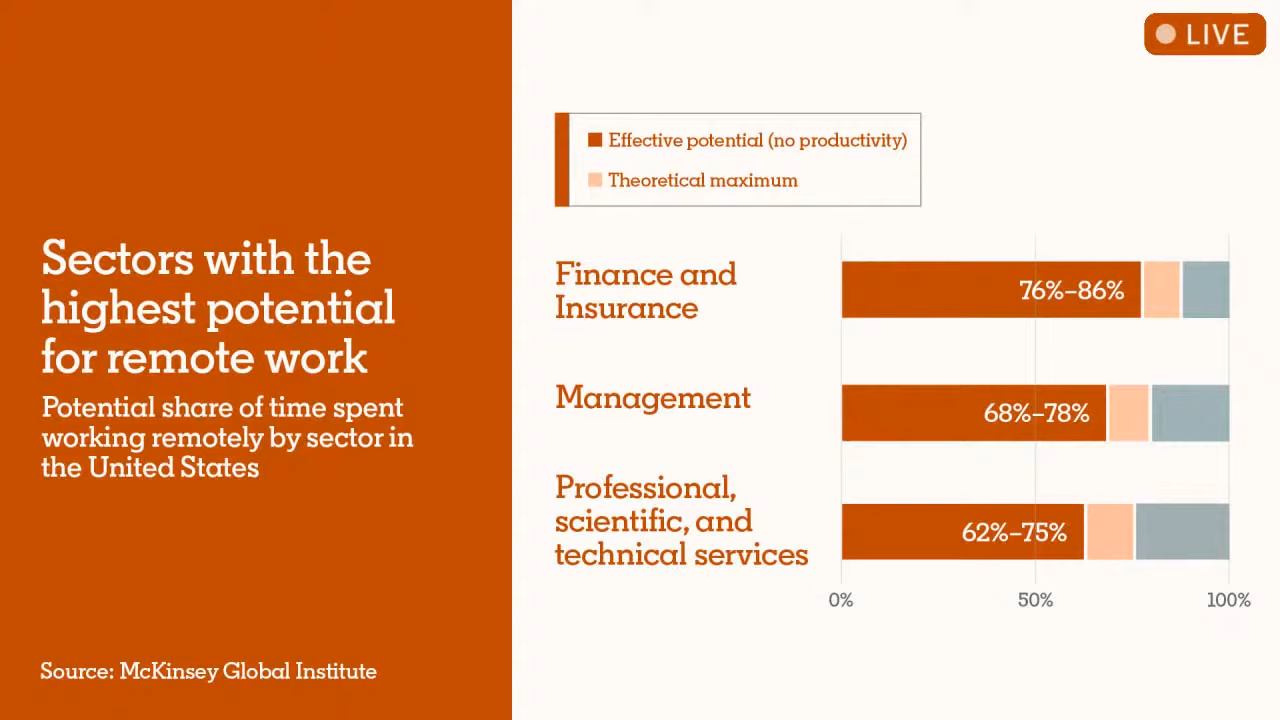 LIVE
Sectors with the
highest potential
for remote work
Potential share of time spent
working remotely by sector in
the United States
Source: McKinsey Global Institute
Effective potential (no productivity)
Theoretical maximum
Finance and
Insurance
76%–86%
Management
68%–78%
Professional,
scientific, and
technical services
62%–75%
0% 50% 100%